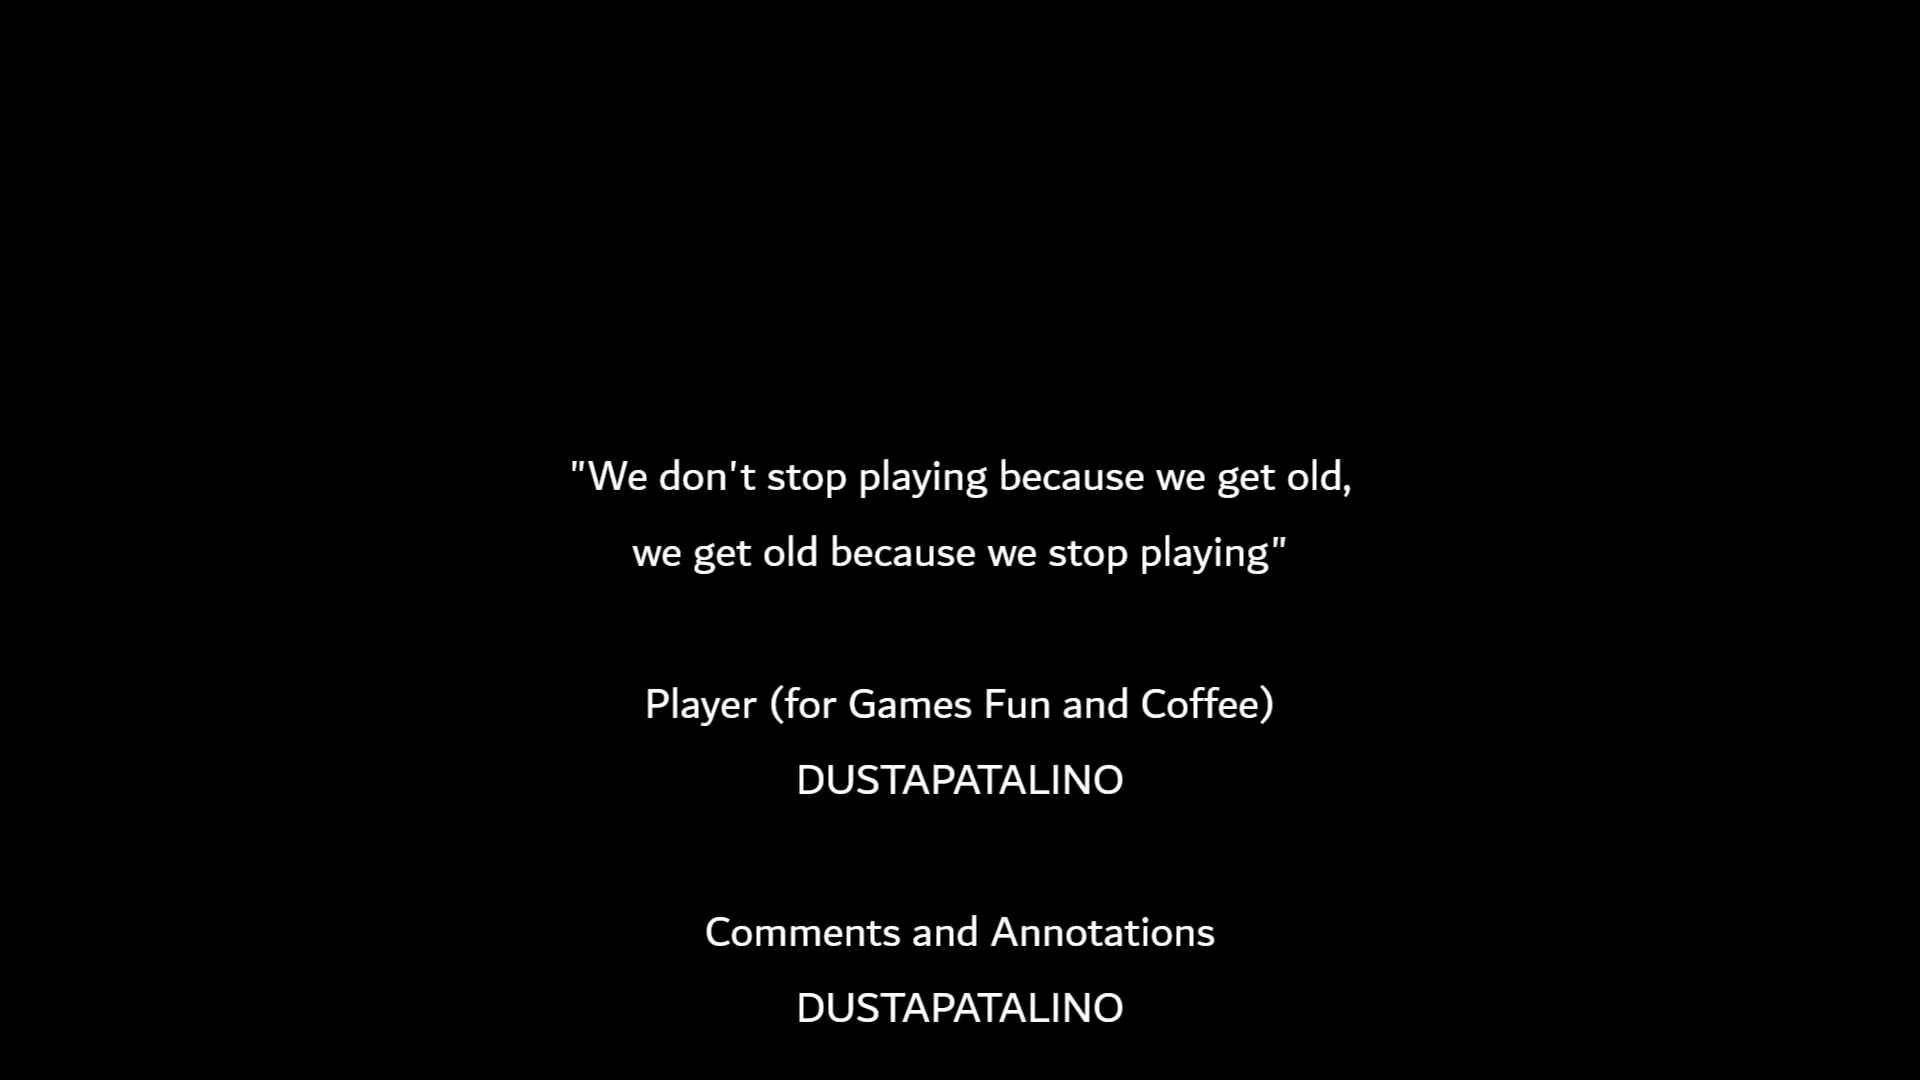 "We don't stop playing because we get old,
we get old because we stop playing"
Player (for Games Fun and Coffee)
DUSTAPATALINO
Comments and Annotations
DUSTAPATALINO